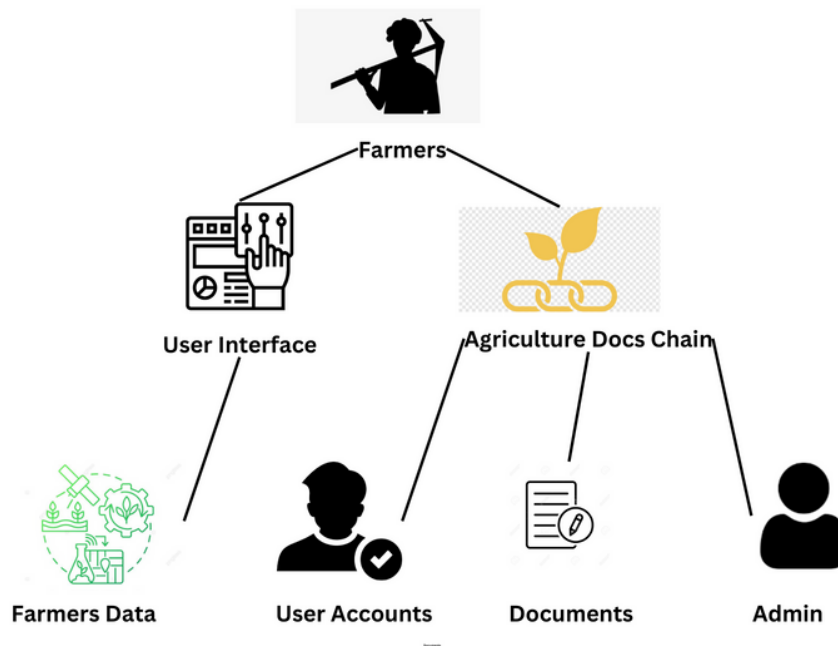 Farmers
User Interface
Agriculture Docs Chain
Farmers Data
User Accounts
Documents
Admin